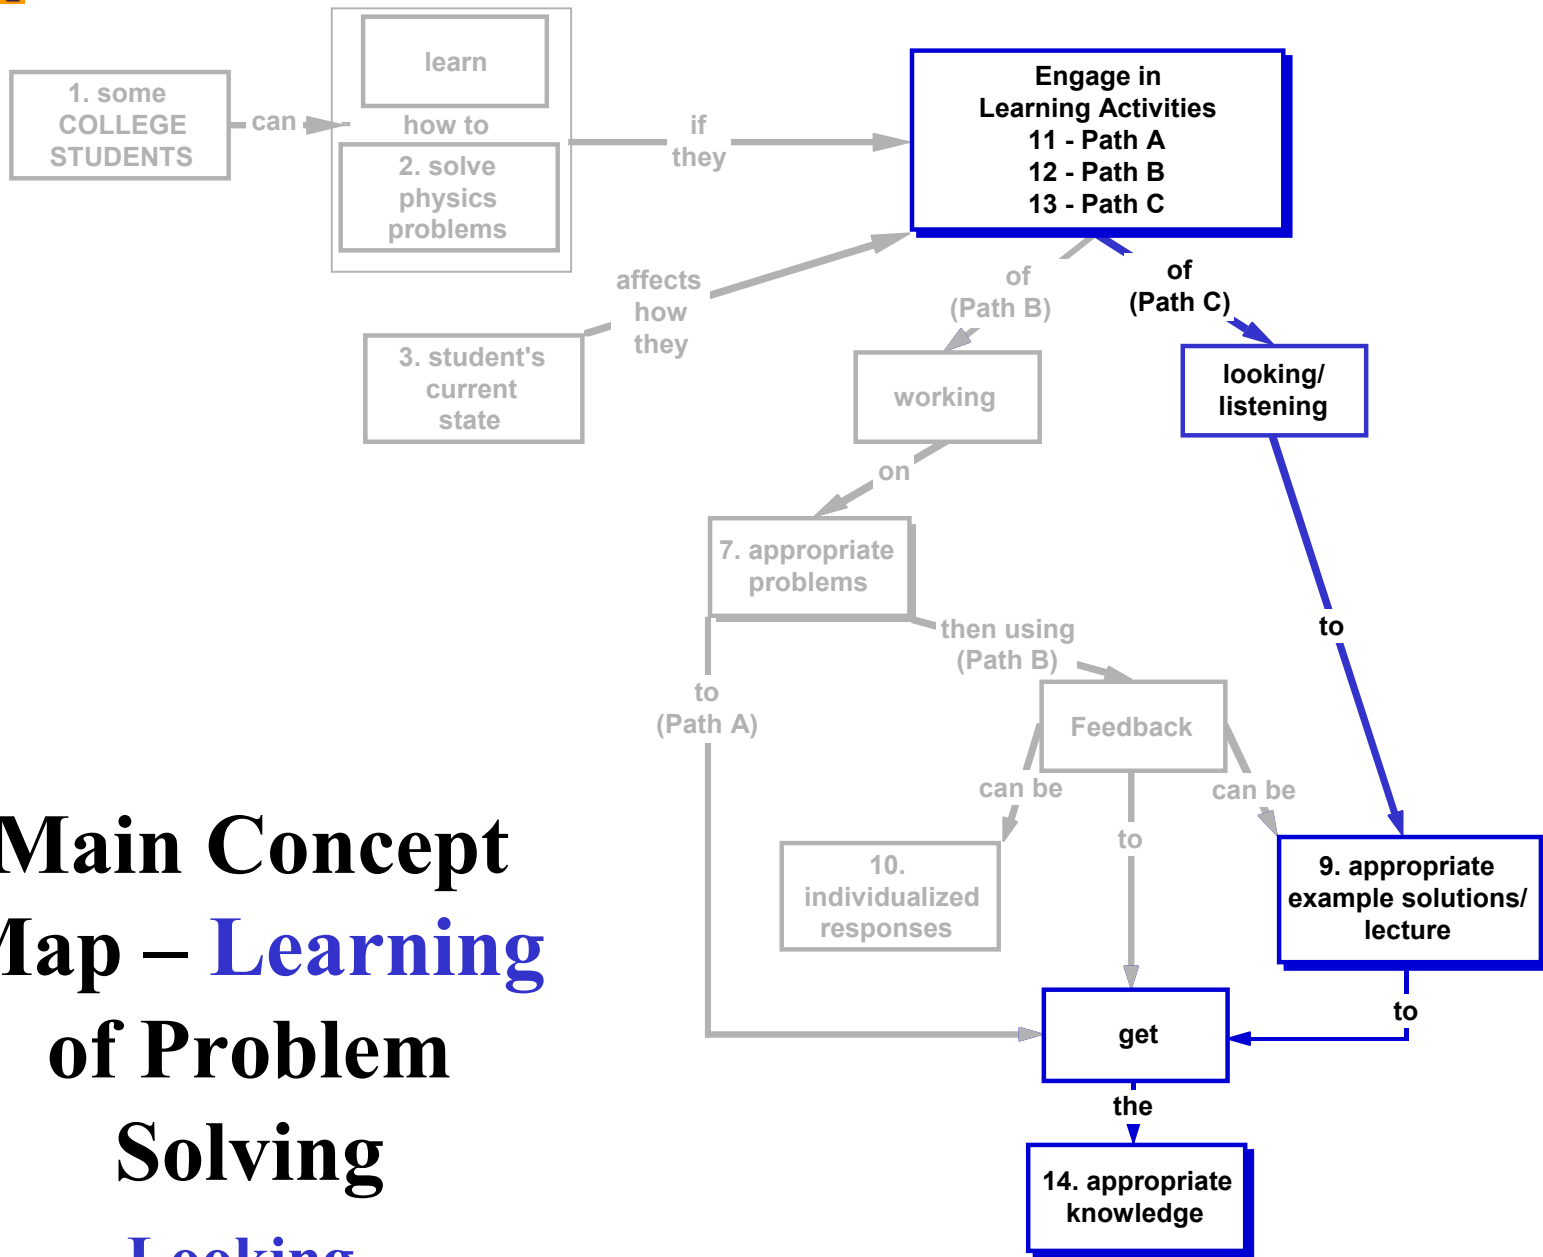 1. some
COLLEGE
STUDENTS
can
learn
how to
2. solve
physics
problems
if
they
Engage in
Learning Activities
11 - Path A
12 - Path B
13 - Path C
3. student's
current
state
affects
how
they
of
(Path B)
of
(Path C)
working
looking/
listening
on
7. appropriate
problems
to
then using
(Path B)
to
(Path A)
Feedback
can be
can be
to
10.
individualized
responses
9. appropriate
example solutions/
lecture
to
get
the
14. appropriate
knowledge
Main Concept
Map – Learning
of Problem
Solving
Looking